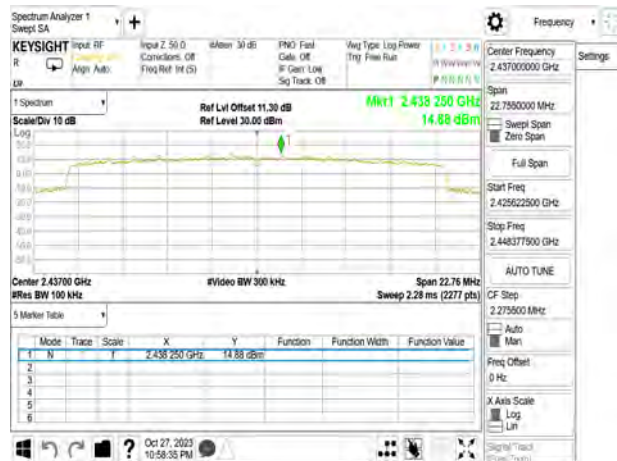 Spectrum Analyzer 1
Swept SA
Frequency
Settings
KEYSIGHT
Input: RF
Input Z: 50 Ω
#Atten: 30 dB
PNO: Fast
Avg Type: Log-Power
R
Corrections: Off
Gate: Off
Trig: Free Run
Align: Auto
Freq Ref: Int (S)
IF Gain: Low
Sig Track: Off
1 Spectrum
Ref Lvl Offset 11.30 dB
Mkr1 2.438 250 GHz
Scale/Div 10 dB
Ref Level 30.00 dBm
14.88 dBm
Log
1
Center 2.43700 GHz
#Video BW 300 kHz
Span 22.76 MHz
#Res BW 100 kHz
Sweep 2.28 ms (2277 pts)
5 Marker Table
Mode Trace Scale X Y Function Function Width Function Value
1 N f 2.438 250 GHz 14.88 dBm
2
3
4
5
6
Oct 27, 2023
10:58:35 PM
Center Frequency
2.437000000 GHz
Span
22.7550000 MHz
Swept Span
Zero Span
Full Span
Start Freq
2.425622500 GHz
Stop Freq
2.448377500 GHz
AUTO TUNE
CF Step
2.275500 MHz
Auto
Man
Freq Offset
0 Hz
X Axis Scale
Log
Lin